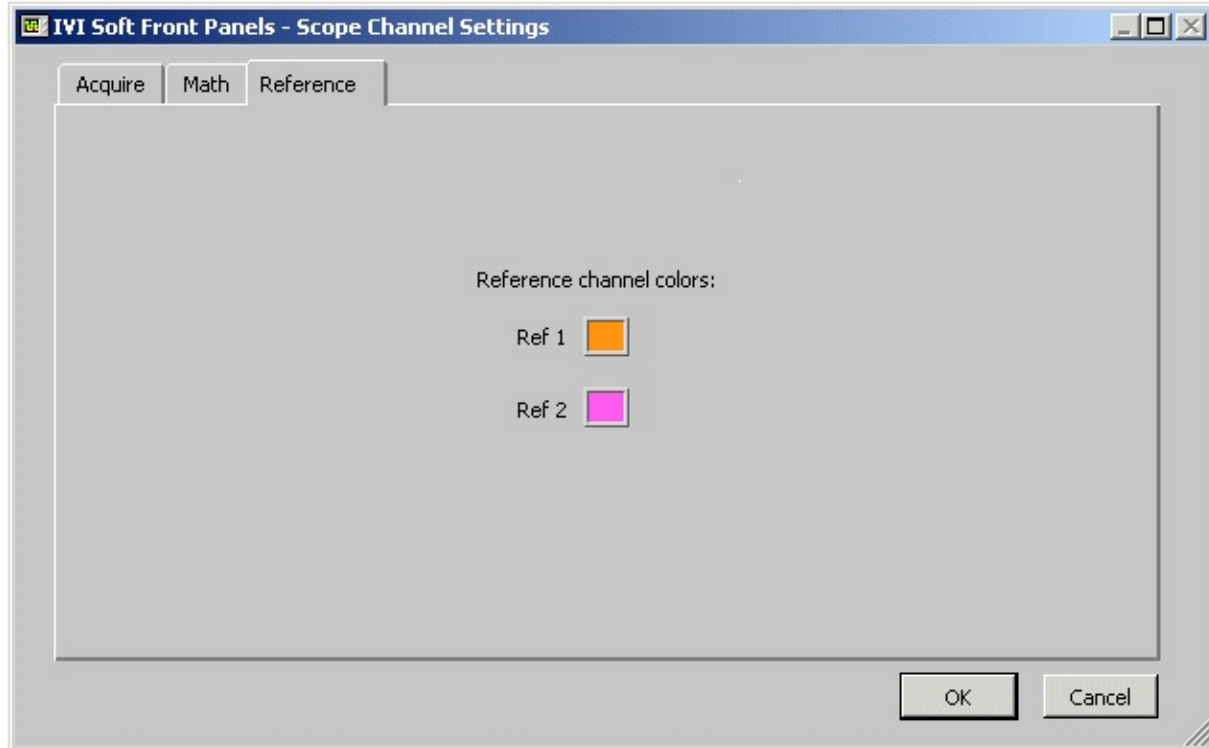 IVI Soft Front Panels - Scope Channel Settings
Acquire Math Reference
Reference channel colors:
Ref 1
Ref 2
OK Cancel